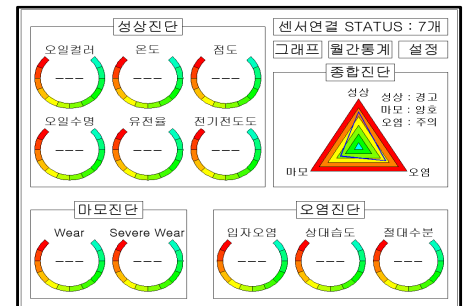 성상진단
센서연결 STATUS : 7개
그래프 월간통계 설정
오일컬러 온도 점도
--- --- ---
오일수명 유전율 전기전도도
--- --- ---
종합진단
성상
성상 : 경고
마모 : 양호
오염 : 주의
마모 오염
마모진단
Wear Severe Wear
--- ---
오염진단
입자오염 상대습도 절대수분
--- --- ---